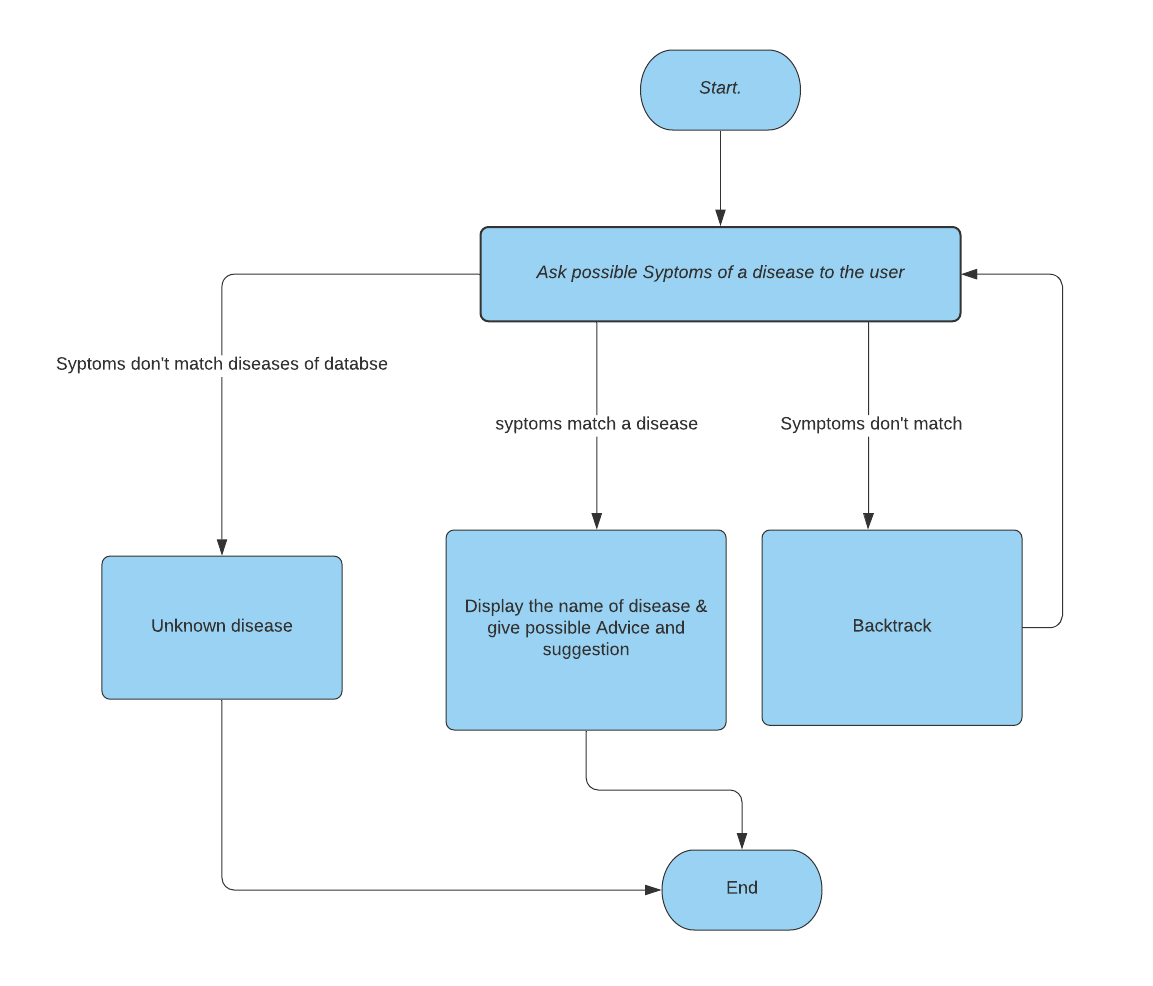 Start.
Ask possible Syptoms of a disease to the user
Syptoms don't match diseases of databse
syptoms match a disease
Symptoms don't match
Unknown disease
Display the name of disease &
give possible Advice and
suggestion
Backtrack
End